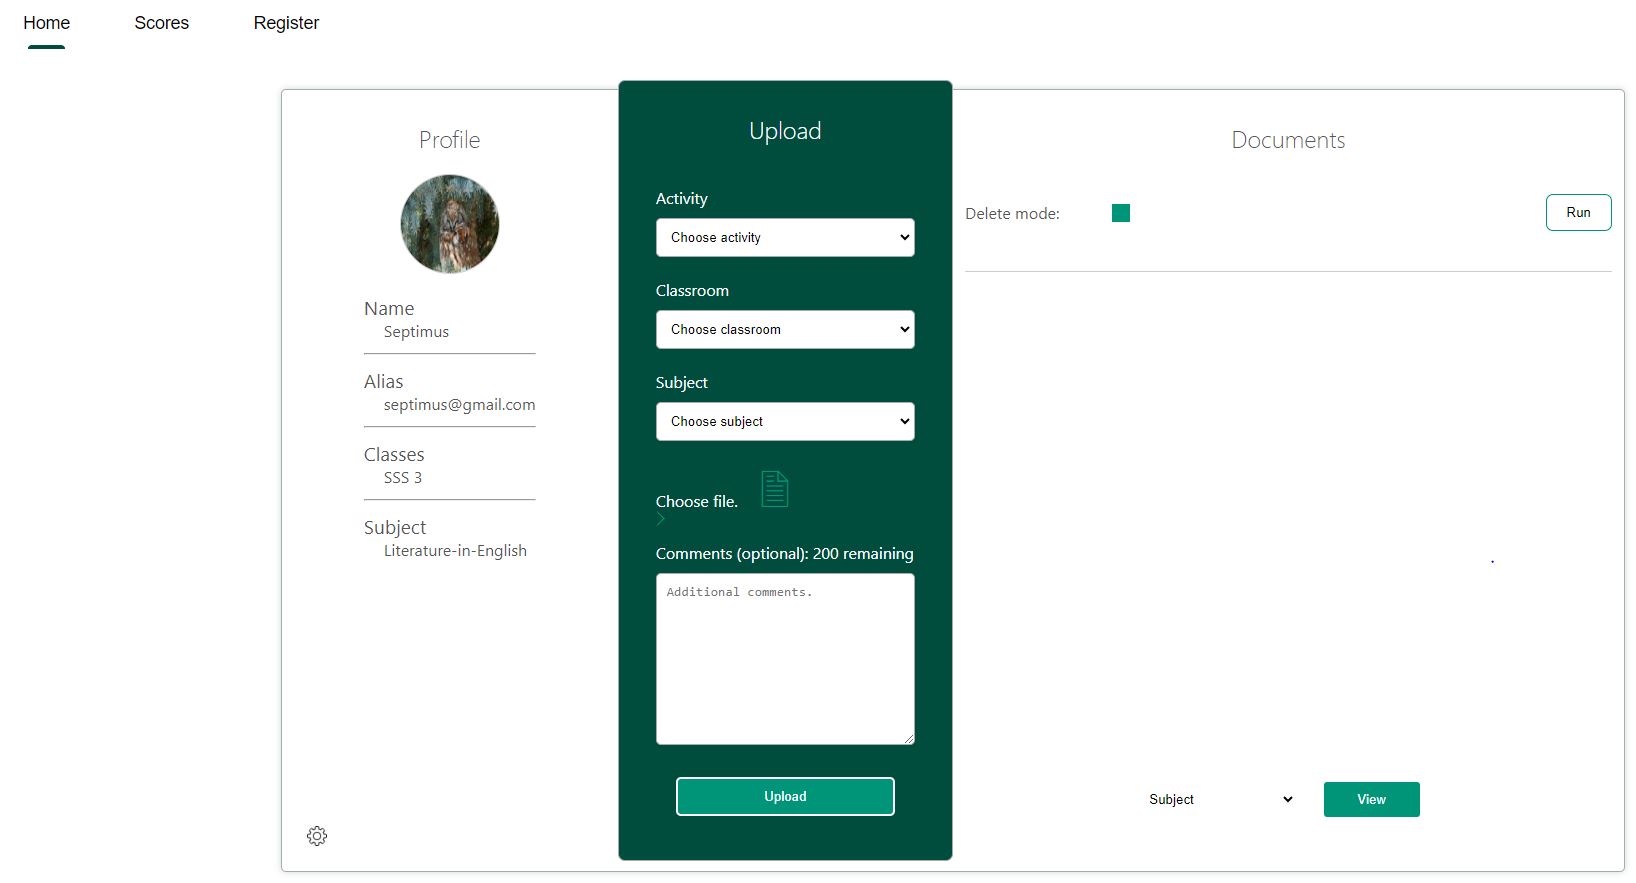 Home Scores Register
Profile
Name
Septimus
Alias
septimus@gmail.com
Classes
SSS 3
Subject
Literature-in-English
Upload
Activity
Choose activity
Classroom
Choose classroom
Subject
Choose subject
Choose file.
Comments (optional): 200 remaining
Additional comments.
Upload
Documents
Delete mode:
Run
Subject
View